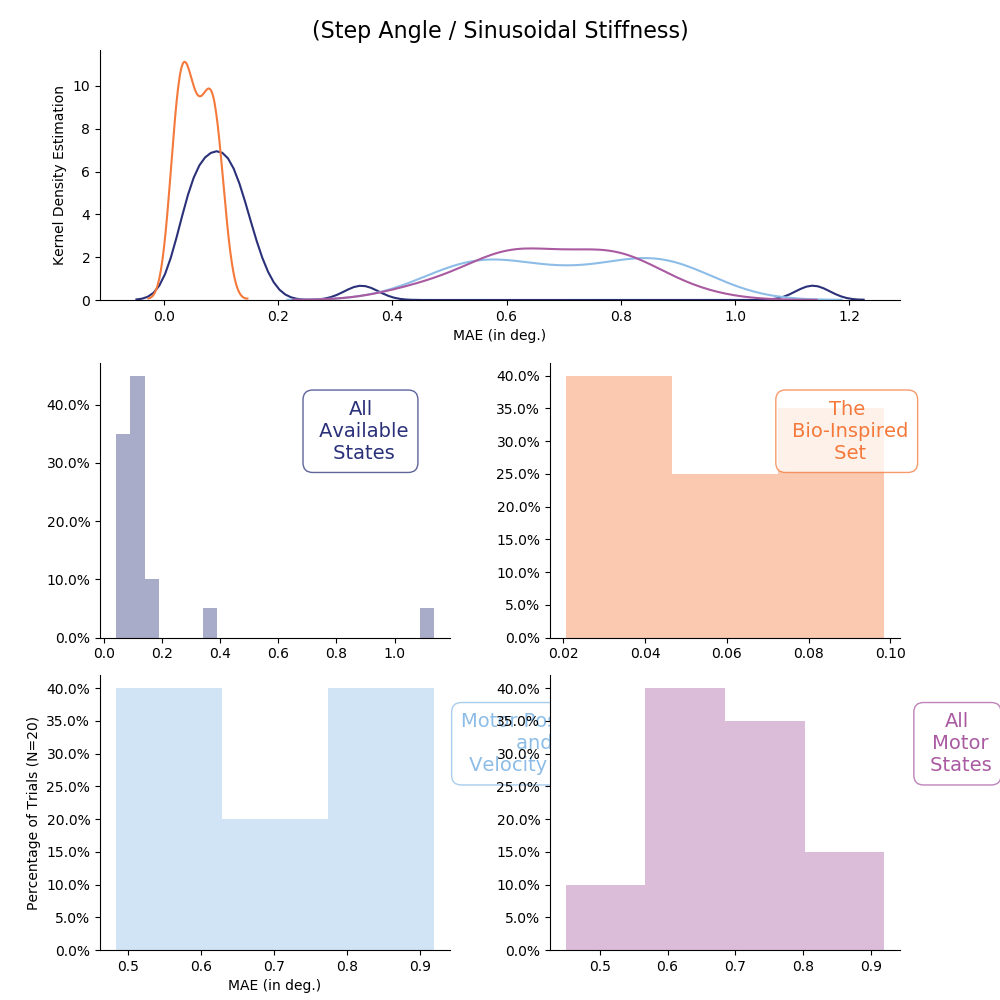 (Step Angle / Sinusoidal Stiffness)
Kernel Density Estimation
10
8
6
4
2
0
0.0 0.2 0.4 0.6 0.8 1.0 1.2
MAE (in deg.)
40.0%
30.0%
20.0%
10.0%
0.0%
0.0 0.2 0.4 0.6 0.8 1.0
All
Available
States
40.0%
35.0%
30.0%
25.0%
20.0%
15.0%
10.0%
5.0%
0.0%
0.02 0.04 0.06 0.08 0.10
The
Bio-Inspired
Set
Percentage of Trials (N=20)
40.0%
35.0%
30.0%
25.0%
20.0%
15.0%
10.0%
5.0%
0.0%
0.5 0.6 0.7 0.8 0.9
MAE (in deg.)
Motor
and
Velocity
40.0%
35.0%
30.0%
25.0%
20.0%
15.0%
10.0%
5.0%
0.0%
0.5 0.6 0.7 0.8 0.9
All
Motor
States